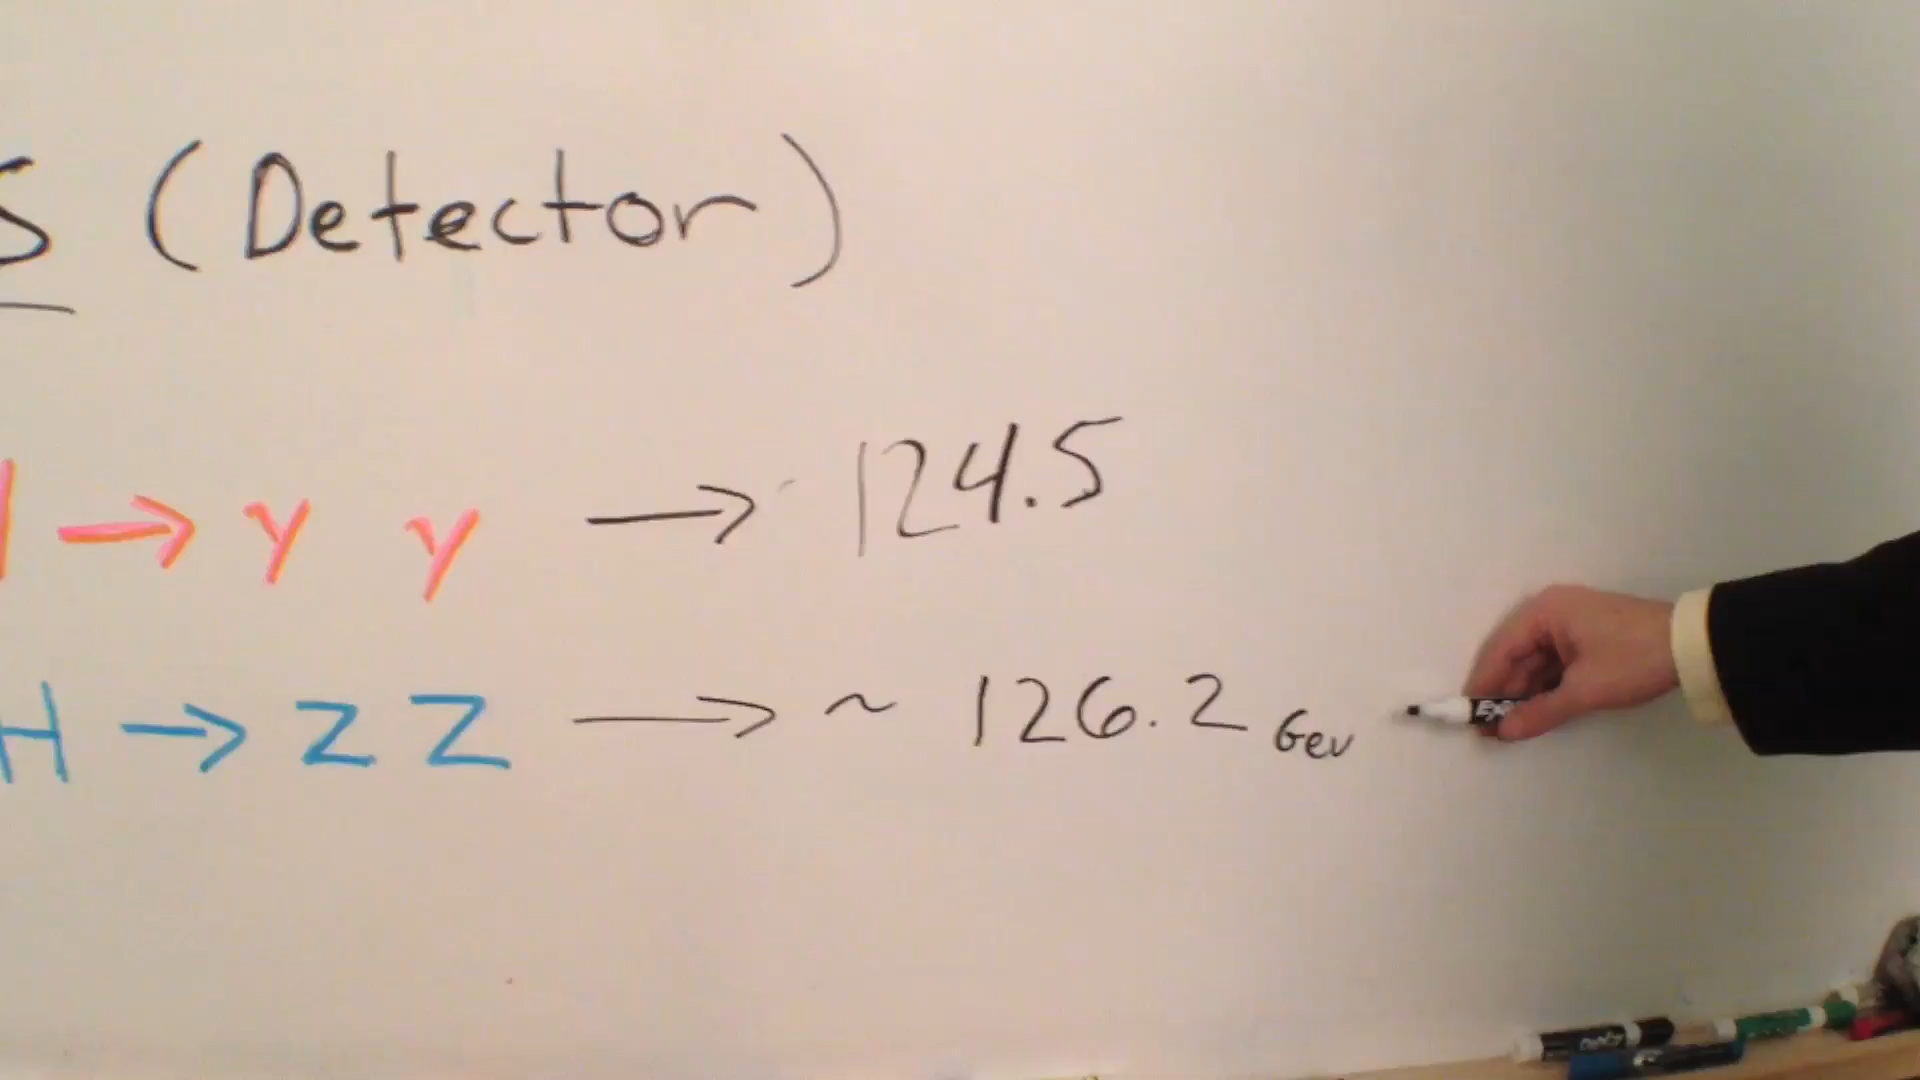 S (Detector)
→ γ γ → 124.5
H → Z Z → ~ 126.2 Gev